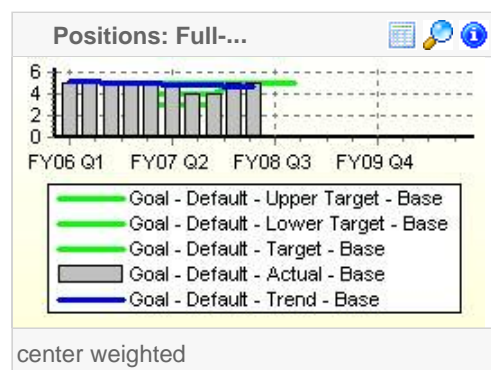 Positions: Full-...
6
4
2
0
FY06 Q1 FY07 Q2 FY08 Q3 FY09 Q4
Goal - Default - Upper Target - Base
Goal - Default - Lower Target - Base
Goal - Default - Target - Base
Goal - Default - Actual - Base
Goal - Default - Trend - Base
center weighted